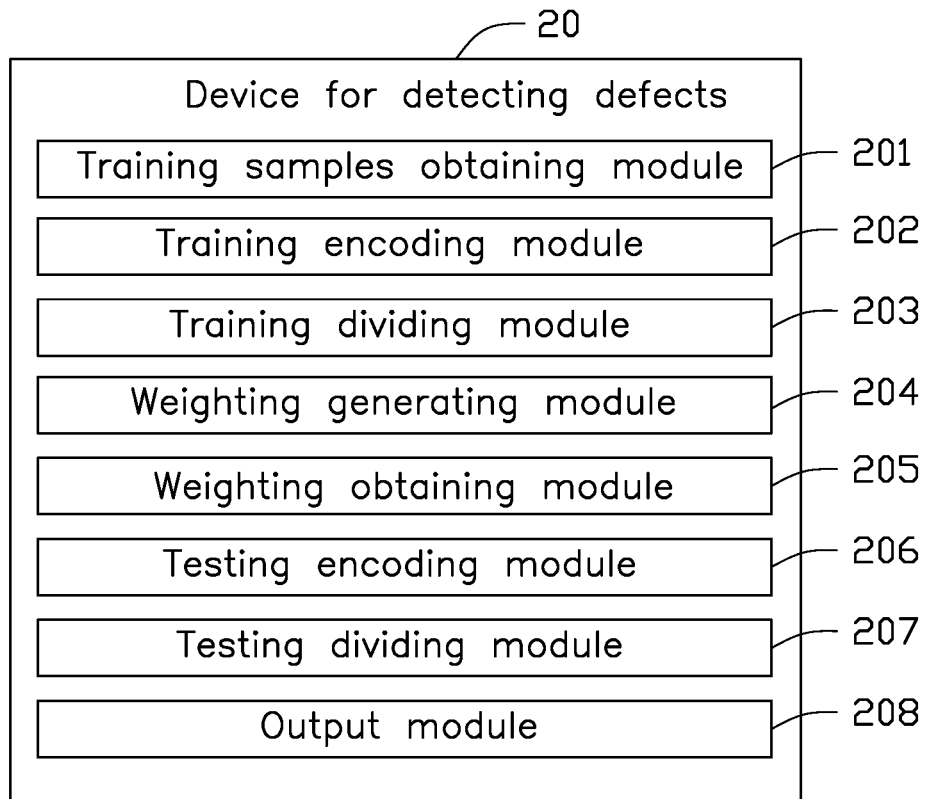 20
Device for detecting defects
Training samples obtaining module 201
Training encoding module 202
Training dividing module 203
Weighting generating module 204
Weighting obtaining module 205
Testing encoding module 206
Testing dividing module 207
Output module 208